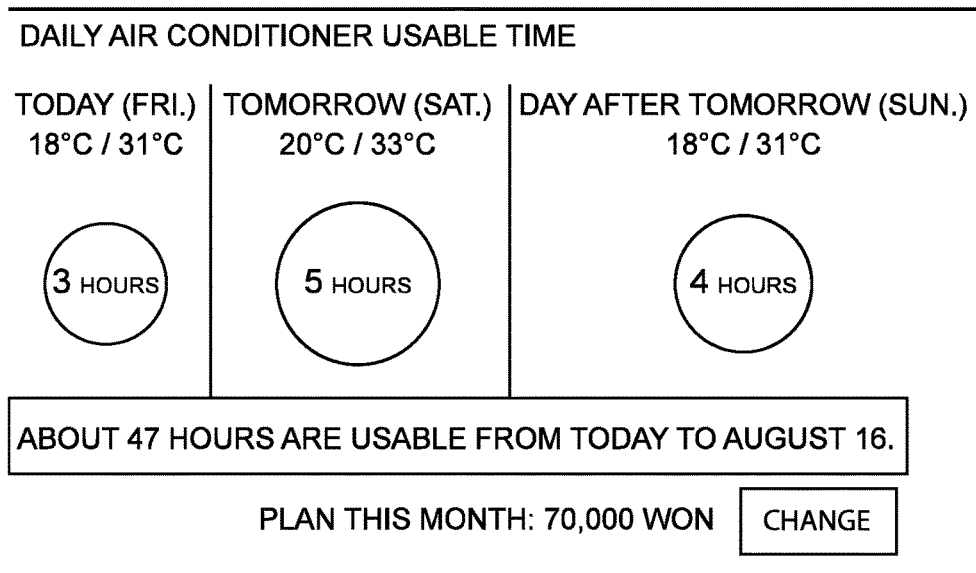 DAILY AIR CONDITIONER USABLE TIME
TODAY (FRI.)
18°C / 31°C
3 HOURS
TOMORROW (SAT.)
20°C / 33°C
5 HOURS
DAY AFTER TOMORROW (SUN.)
18°C / 31°C
4 HOURS
ABOUT 47 HOURS ARE USABLE FROM TODAY TO AUGUST 16.
PLAN THIS MONTH: 70,000 WON
CHANGE